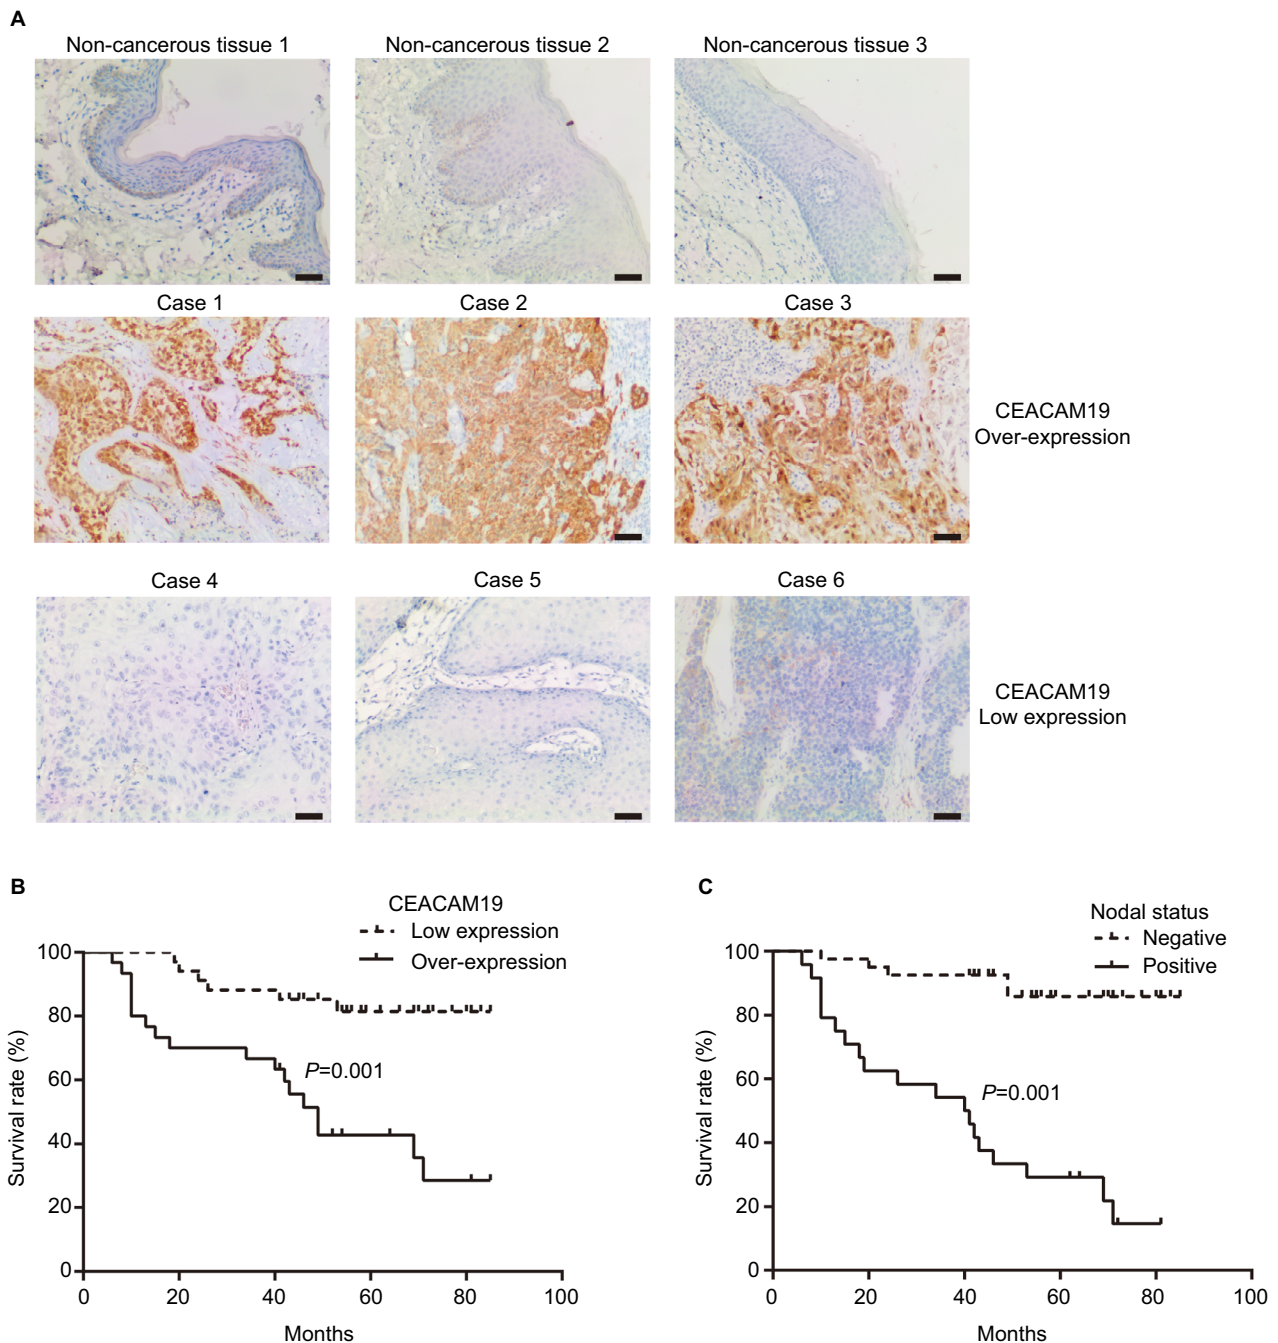 A
Non-cancerous tissue 1
Non-cancerous tissue 2
Non-cancerous tissue 3
Case 1
Case 2
Case 3
CEACAM19
Over-expression
Case 4
Case 5
Case 6
CEACAM19
Low expression
B
CEACAM19
Low expression
Over-expression
Survival rate (%)
100
80
60
40
20
0
P=0.001
0 20 40 60 80 100
Months
C
Nodal status
Negative
Positive
Survival rate (%)
100
80
60
40
20
0
P=0.001
0 20 40 60 80 100
Months